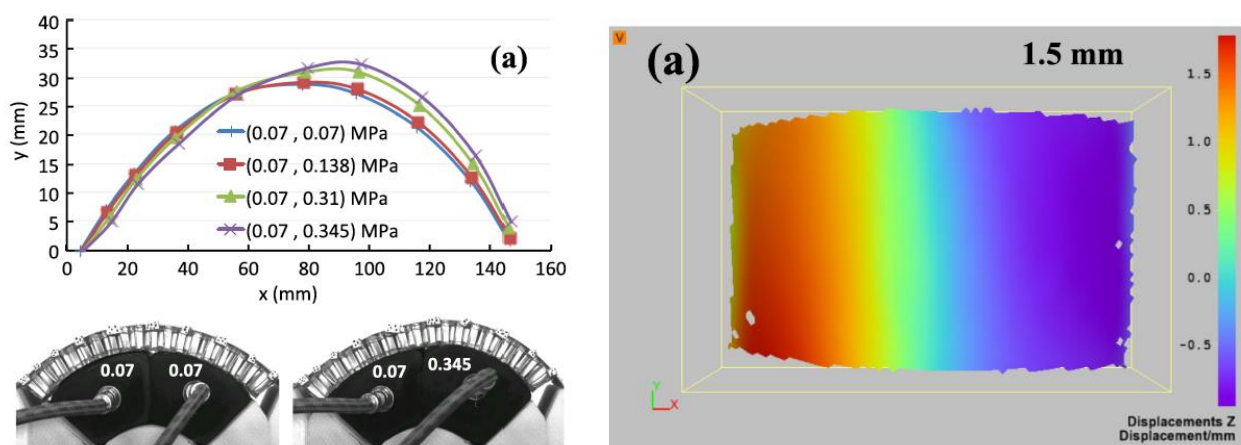 40
35
30
25
20
15
10
5
0
y (mm)
(a)
(0.07 , 0.07) MPa
(0.07 , 0.138) MPa
(0.07 , 0.31) MPa
(0.07 , 0.345) MPa
0 20 40 60 80 100 120 140 160
x (mm)
0.07 0.07
0.07 0.345
V
(a)
1.5 mm
1.5
1.0
0.5
0.0
-0.5
Y
X
Displacements Z
Displacement/mm